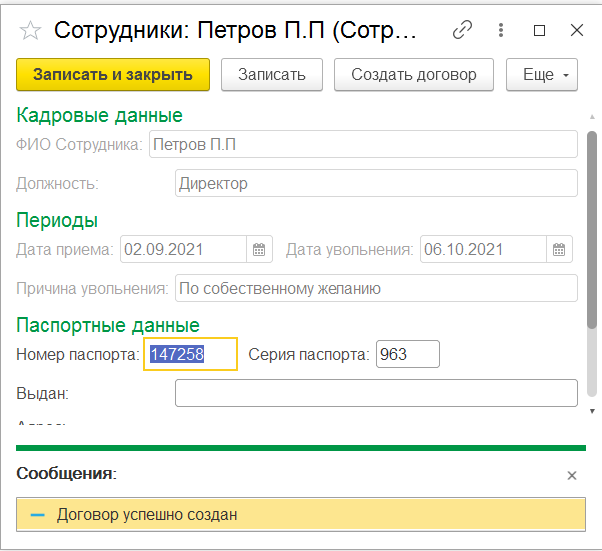 Сотрудники: Петров П.П (Сотр...
Записать и закрыть Записать Создать договор Еще
Кадровые данные
ФИО Сотрудника: Петров П.П
Должность: Директор
Периоды
Дата приема: 02.09.2021 Дата увольнения: 06.10.2021
Причина увольнения: По собественному желанию
Паспортные данные
Номер паспорта: 147258 Серия паспорта: 963
Выдан:
Сообщения:
Договор успешно создан